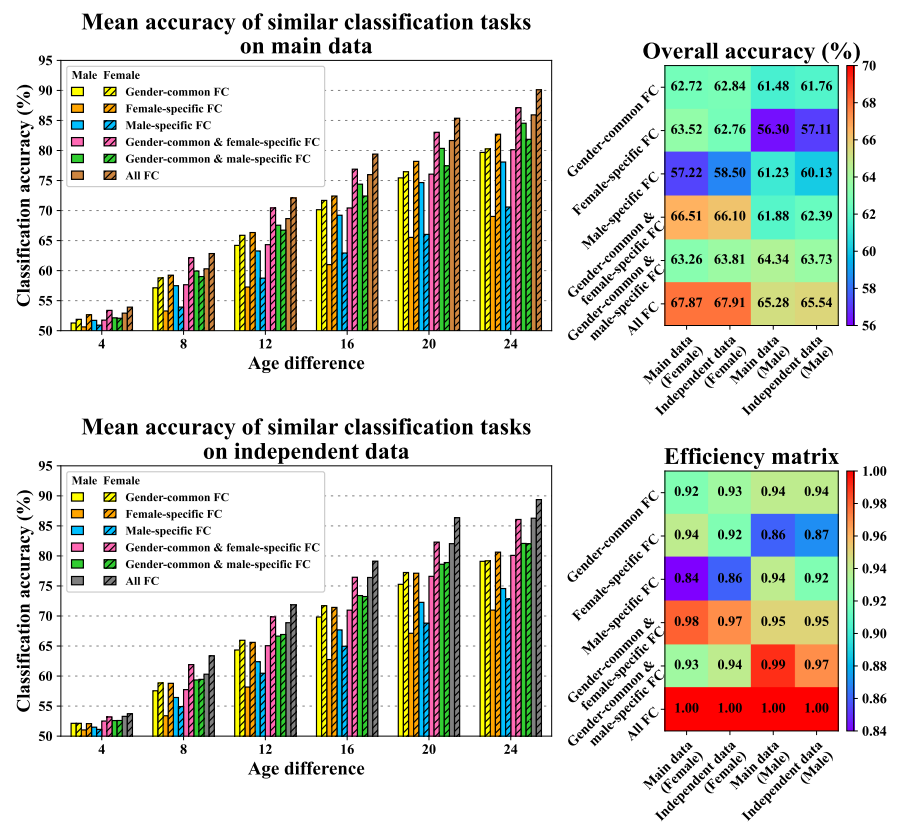 Mean accuracy of similar classification tasks
on main data
Classification accuracy (%)
95
90
85
80
75
70
65
60
55
50
Male Female
Gender-common FC
Female-specific FC
Male-specific FC
Gender-common & female-specific FC
Gender-common & male-specific FC
All FC
4 8 12 16 20 24
Age difference
Overall accuracy (%)
Gender-common FC
62.72 62.84 61.48 61.76
Female-specific FC
63.52 62.76 56.30 57.11
Male-specific FC
57.22 58.50 61.23 60.13
Gender-common &
female-specific FC
66.51 66.10 61.88 62.39
Gender-common &
male-specific FC
63.26 63.81 64.34 63.73
All FC
67.87 67.91 65.28 65.54
Main data
(Female)
Independent data
(Female)
Main data
(Male)
Independent data
(Male)
70
68
66
64
62
60
58
56
Mean accuracy of similar classification tasks
on independent data
Classification accuracy (%)
95
90
85
80
75
70
65
60
55
50
Male Female
Gender-common FC
Female-specific FC
Male-specific FC
Gender-common & female-specific FC
Gender-common & male-specific FC
All FC
4 8 12 16 20 24
Age difference
Efficiency matrix
Gender-common FC
0.92 0.93 0.94 0.94
Female-specific FC
0.94 0.92 0.86 0.87
Male-specific FC
0.84 0.86 0.94 0.92
Gender-common &
female-specific FC
0.98 0.97 0.95 0.95
Gender-common &
male-specific FC
0.93 0.94 0.99 0.97
All FC
1.00 1.00 1.00 1.00
Main data
(Female)
Independent data
(Female)
Main data
(Male)
Independent data
(Male)
1.00
0.98
0.96
0.94
0.92
0.90
0.88
0.86
0.84